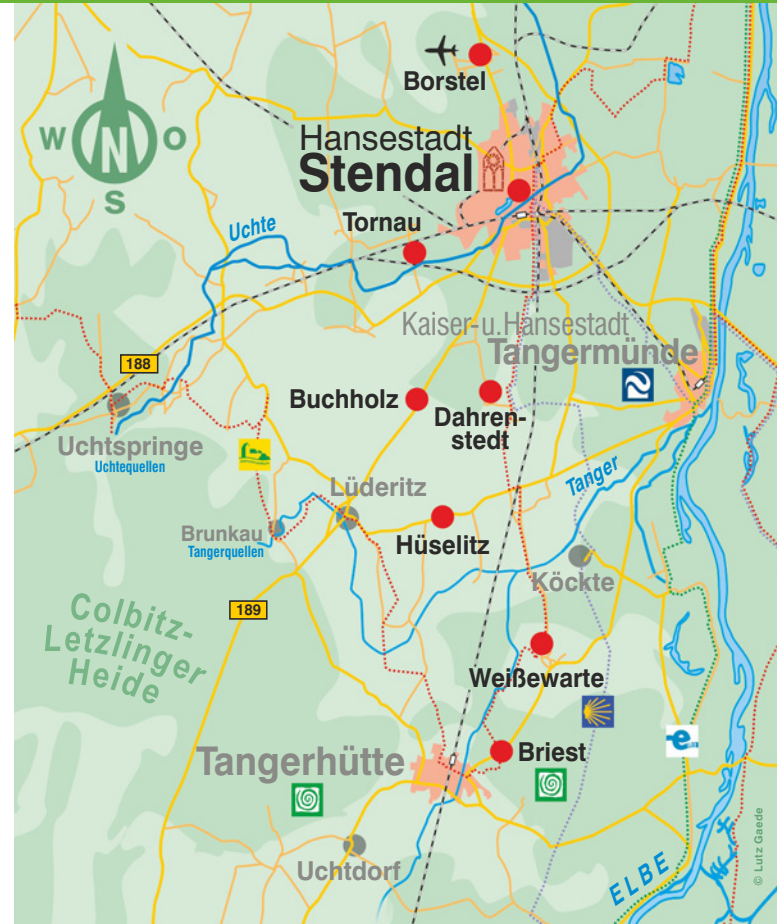 Borstel
W N O
S
Hansestadt
Stendal
Tornau
Uchte
Kaiser-u.Hansestadt
Tangermünde
188
Buchholz
Dahren-
stedt
Uchtspringe
Uchtequellen
Lüderitz
Tanger
Brunkau
Tangerquellen
Hüselitz
Köckte
Colbitz-
Letzlinger
Heide
189
Weißewarte
Tangerhütte
Briest
e
Uchtdorf
ELBE
© Lutz Gaede